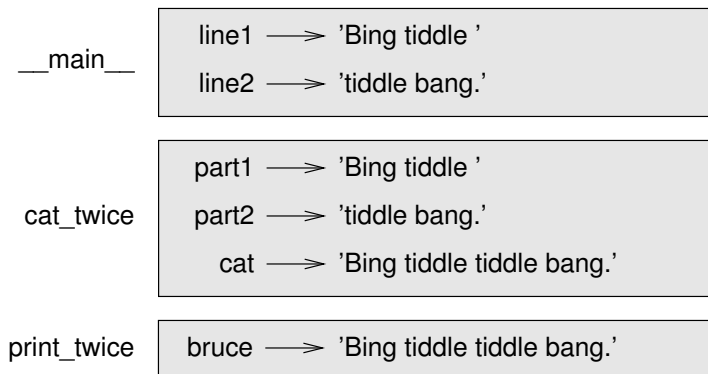 __main__
line1 ’Bing tiddle ’
line2 ’tiddle bang.’
cat_twice
part1 ’Bing tiddle ’
part2 ’tiddle bang.’
cat ’Bing tiddle tiddle bang.’
print_twice
bruce ’Bing tiddle tiddle bang.’